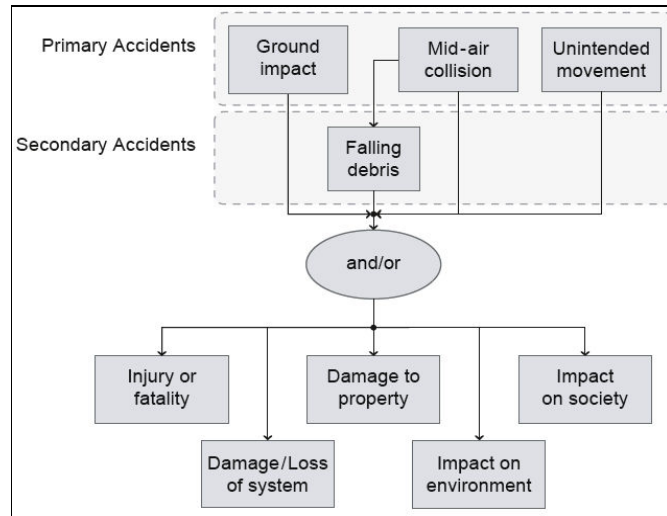 Primary Accidents
Ground
impact
Mid-air
collision
Unintended
movement
Secondary Accidents
Falling
debris
and/or
Injury or
fatality
Damage to
property
Impact
on society
Damage/Loss
of system
Impact on
environment